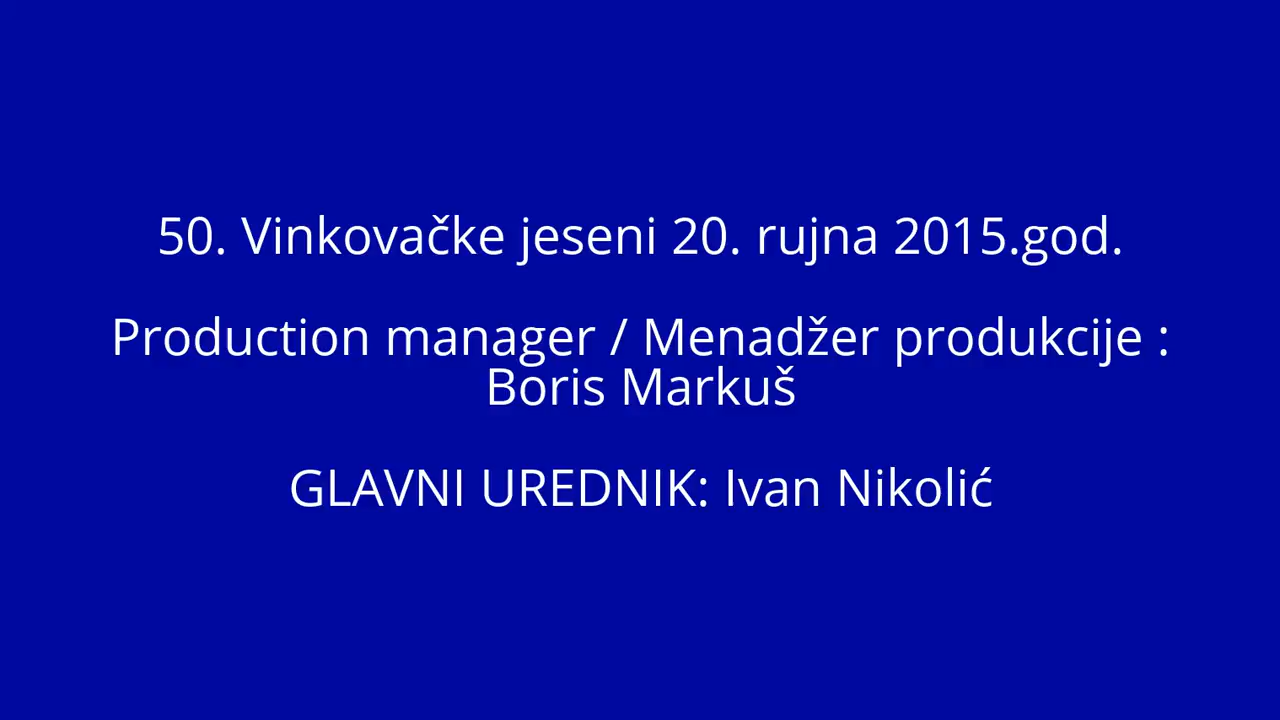 50. Vinkovačke jeseni 20. rujna 2015.god.
Production manager / Menadžer produkcije :
Boris Markuš
GLAVNI UREDNIK: Ivan Nikolić